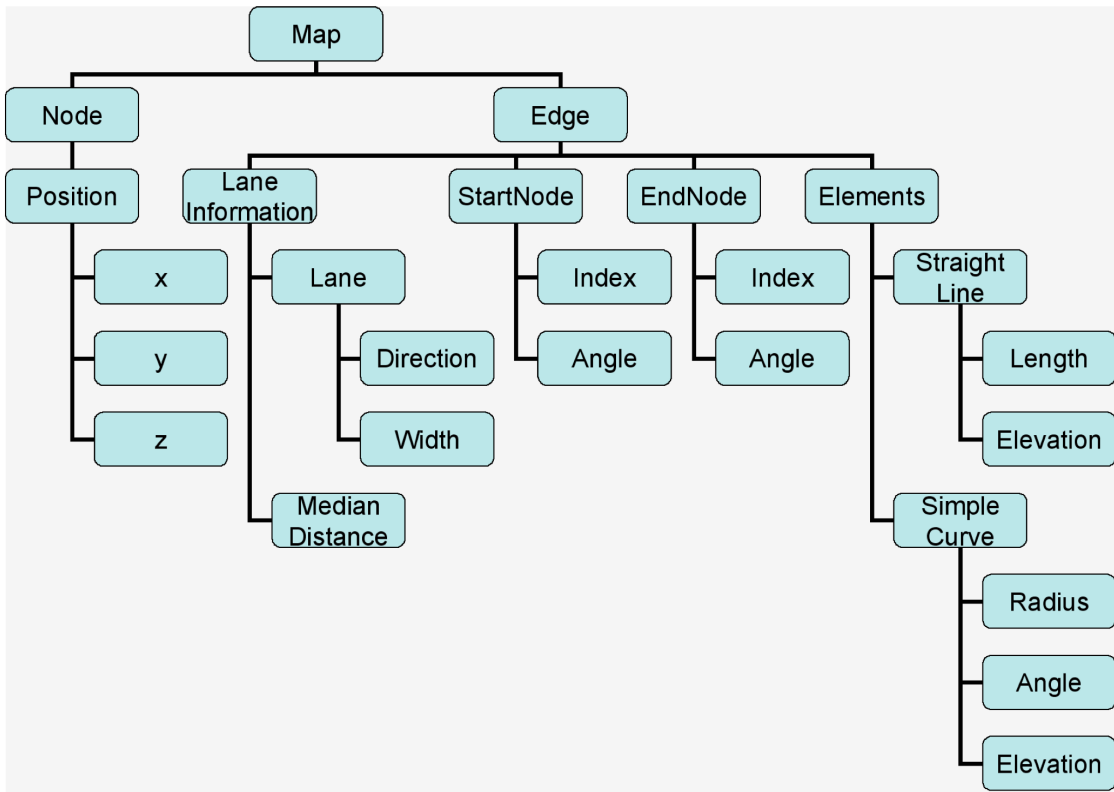 Map
Node
Edge
Position
Lane
Information
StartNode
EndNode
Elements
x
Lane
Index
Index
Straight
Line
y
Direction
Angle
Angle
Length
z
Width
Elevation
Median
Distance
Simple
Curve
Radius
Angle
Elevation